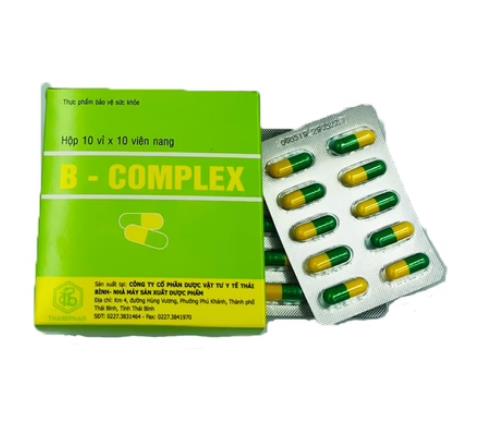 Thực phẩm bảo vệ sức khỏe
Hộp 10 vỉ x 10 viên nang
B - COMPLEX
Sản xuất tại: CÔNG TY CỔ PHẦN DƯỢC VẬT TƯ Y TẾ THÁI
BÌNH- NHÀ MÁY SẢN XUẤT DƯỢC PHẨM
Địa chỉ: Km 4, đường Hùng Vương, Phường Phú Khánh, Thành phố
Thái Bình, Tỉnh Thái Bình
SĐT: 0227.3831464 - Fax: 0227.3841970